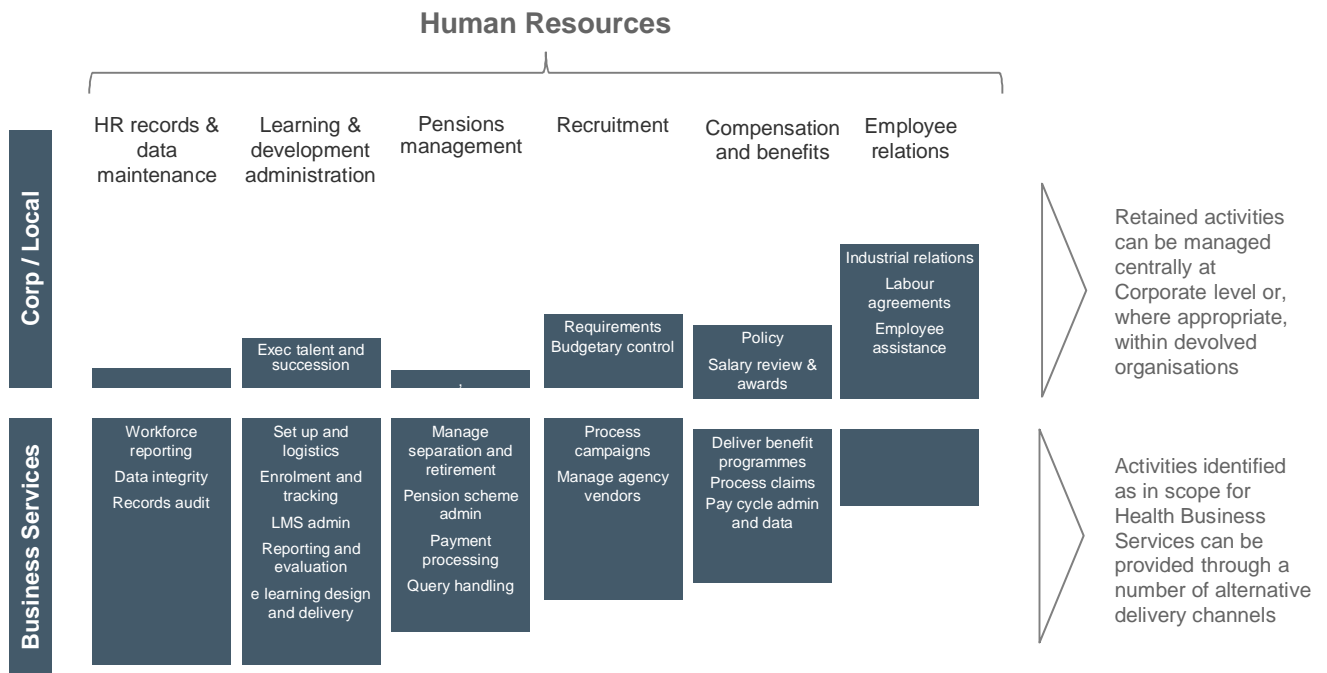 Human Resources
HR records &
data
maintenance
Learning &
development
administration
Pensions
management
Recruitment
Compensation
and benefits
Employee
relations
Corp / Local
Exec talent and
succession
,
Requirements
Budgetary control
Policy
Salary review &
awards
Industrial relations
Labour
agreements
Employee
assistance
Retained activities
can be managed
centrally at
Corporate level or,
where appropriate,
within devolved
organisations
Business Services
Workforce
reporting
Data integrity
Records audit
Set up and
logistics
Enrolment and
tracking
LMS admin
Reporting and
evaluation
e learning design
and delivery
Manage
separation and
retirement
Pension scheme
admin
Payment
processing
Query handling
Process
campaigns
Manage agency
vendors
Deliver benefit
programmes
Process claims
Pay cycle admin
and data
Activities identified
as in scope for
Health Business
Services can be
provided through a
number of alternative
delivery channels